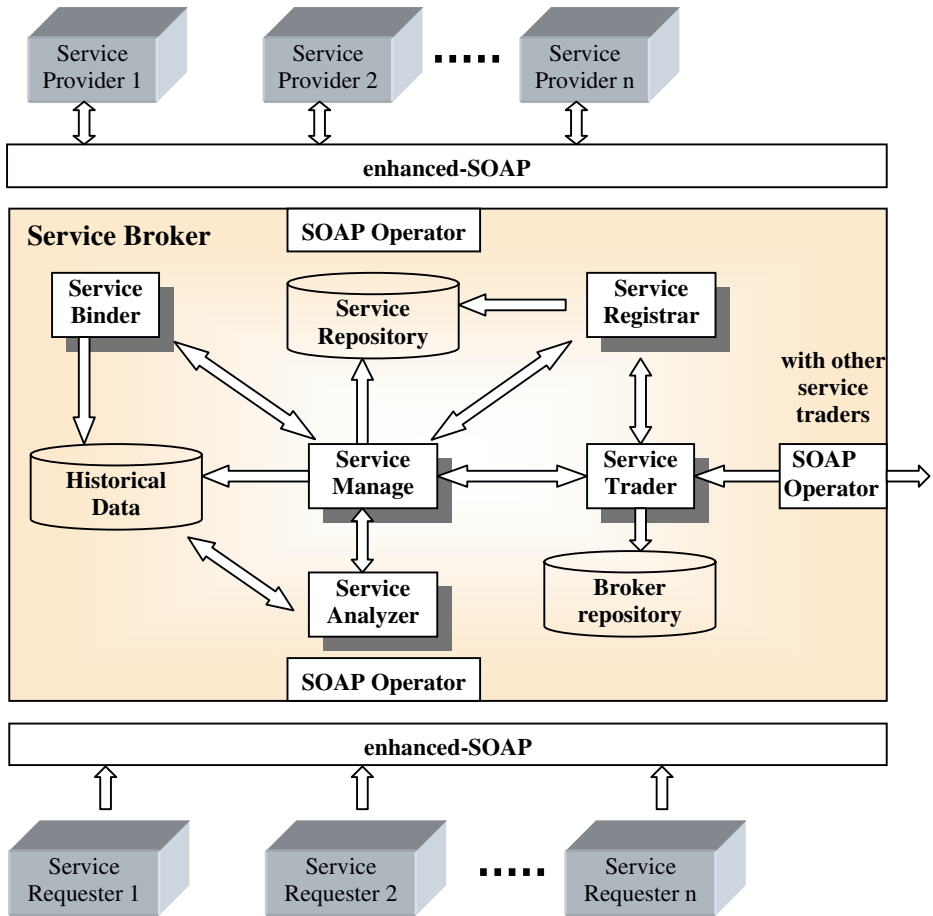 Service
Provider 1
Service
Provider 2
Service
Provider n
enhanced-SOAP
Service Broker
SOAP Operator
Service
Binder
Service
Repository
Service
Registrar
with other
service
traders
Historical
Data
Service
Manage
Service
Trader
SOAP
Operator
Service
Analyzer
Broker
repository
SOAP Operator
enhanced-SOAP
Service
Requester 1
Service
Requester 2
Service
Requester n